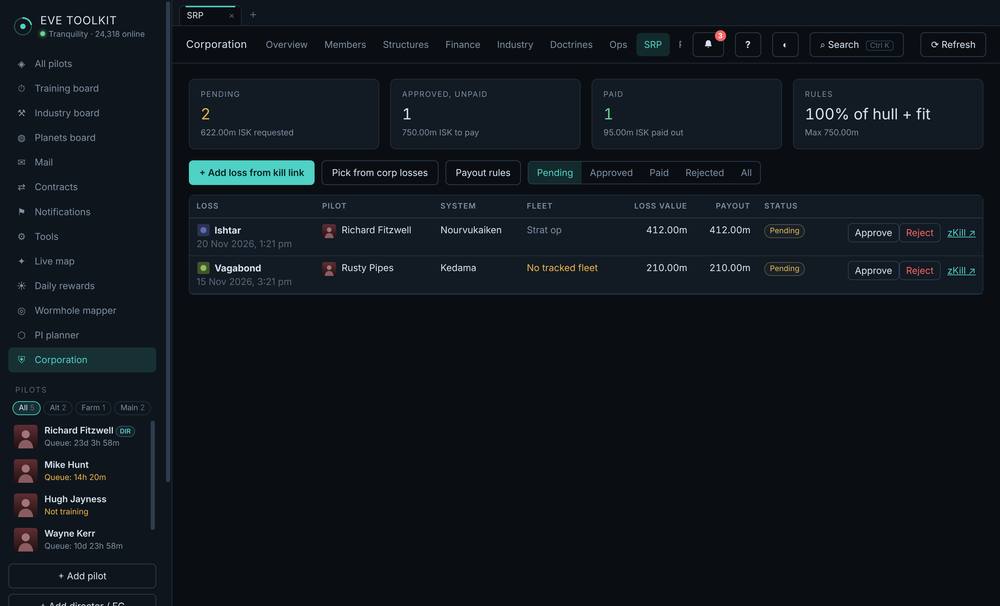 EVE TOOLKIT
Tranquility · 24,318 online
All pilots
Training board
Industry board
Planets board
Mail
Contracts
Notifications
Tools
Live map
Daily rewards
Wormhole mapper
PI planner
Corporation
PILOTS
All 5 Alt 2 Farm 1 Main 2
Richard Fitzwell DIR
Queue: 23d 3h 58m
Mike Hunt
Queue: 14h 20m
Hugh Jayness
Not training
Wayne Kerr
Queue: 10d 23h 58m
+ Add pilot
+ Add director / FC
SRP × +
Corporation Overview Members Structures Finance Industry Doctrines Ops SRP 3 ? Search Ctrl K ⟳ Refresh
PENDING
2
622.00m ISK requested
APPROVED, UNPAID
1
750.00m ISK to pay
PAID
1
95.00m ISK paid out
RULES
100% of hull + fit
Max 750.00m
+ Add loss from kill link Pick from corp losses Payout rules Pending Approved Paid Rejected All
LOSS PILOT SYSTEM FLEET LOSS VALUE PAYOUT STATUS
Ishtar Richard Fitzwell Nourvukaiken Strat op 412.00m 412.00m Pending Approve Reject zKill ↗
20 Nov 2026, 1:21 pm
Vagabond Rusty Pipes Kedama No tracked fleet 210.00m 210.00m Pending Approve Reject zKill ↗
15 Nov 2026, 3:21 pm